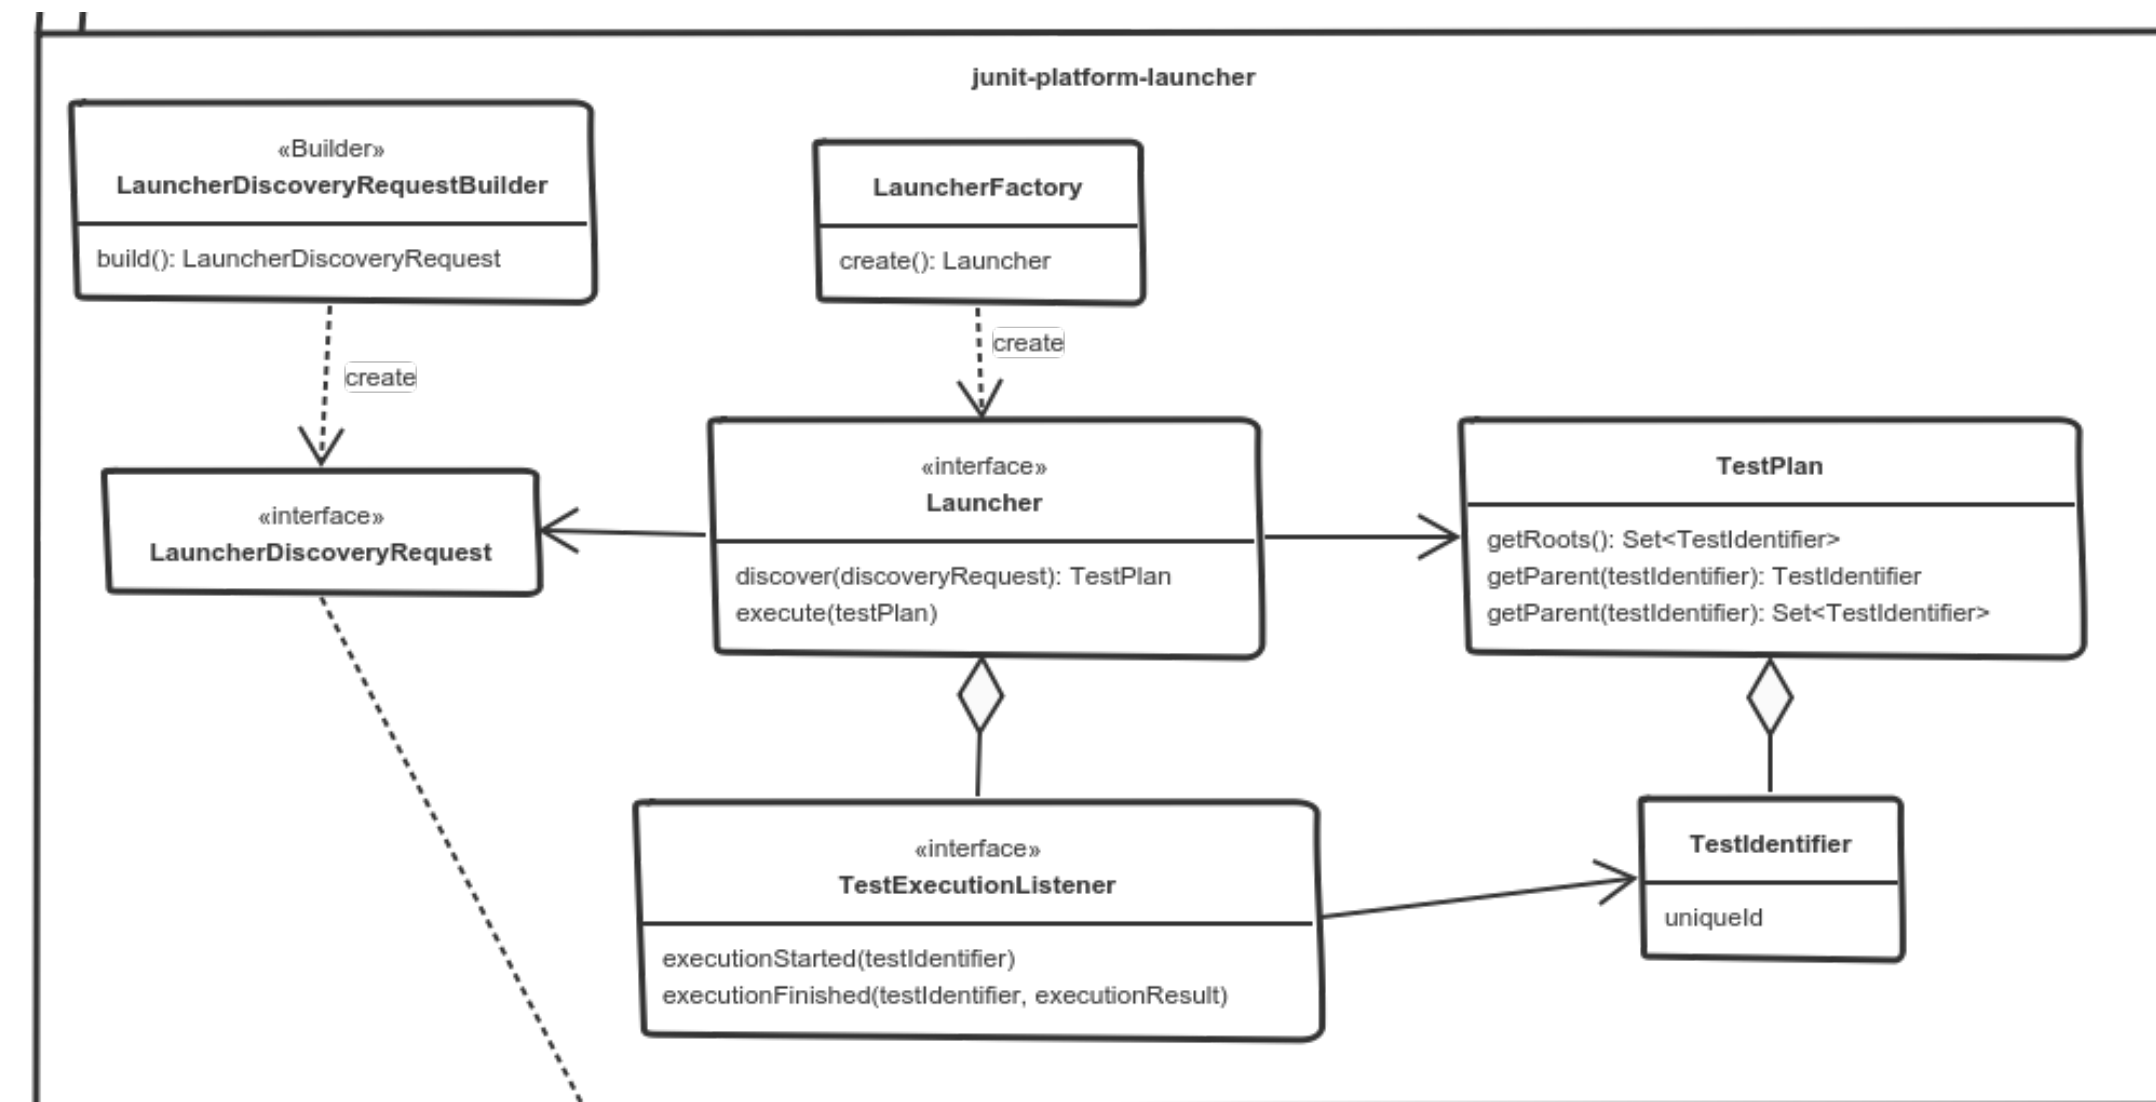 junit-platform-launcher
«Builder»
LauncherDiscoveryRequestBuilder
build(): LauncherDiscoveryRequest
LauncherFactory
create(): Launcher
create
create
«interface»
LauncherDiscoveryRequest
«interface»
Launcher
discover(discoveryRequest): TestPlan
execute(testPlan)
TestPlan
getRoots(): Set<TestIdentifier>
getParent(testIdentifier): TestIdentifier
getParent(testIdentifier): Set<TestIdentifier>
«interface»
TestExecutionListener
executionStarted(testIdentifier)
executionFinished(testIdentifier, executionResult)
TestIdentifier
uniqueId